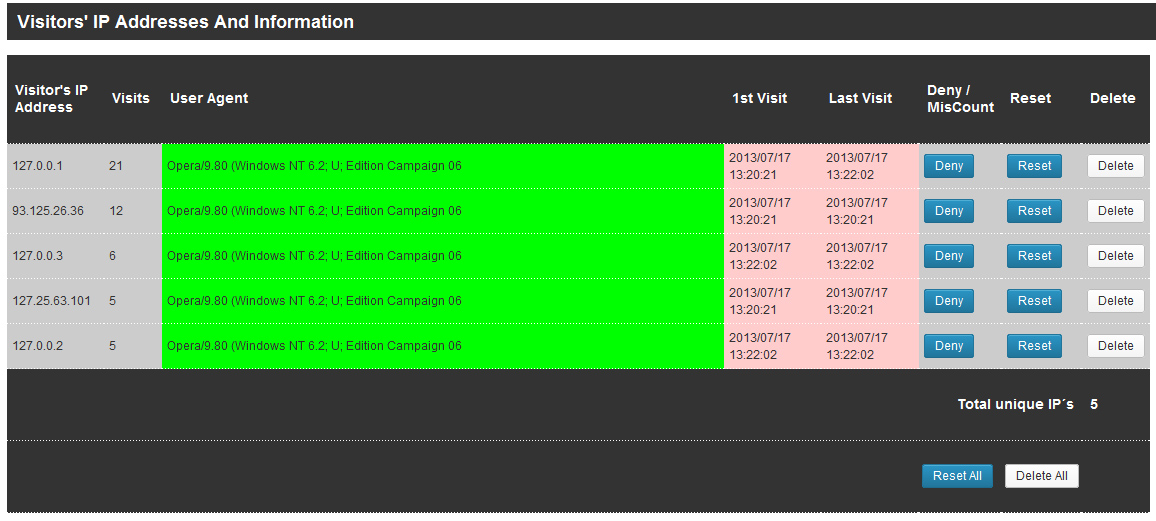 Visitors' IP Addresses And Information
Visitor's IP Address Visits User Agent 1st Visit Last Visit Deny / MisCount Reset Delete
127.0.0.1 21 Opera/9.80 (Windows NT 6.2; U; Edition Campaign 06 2013/07/17 13:20:21 2013/07/17 13:22:02 Deny Reset Delete
93.125.26.36 12 Opera/9.80 (Windows NT 6.2; U; Edition Campaign 06 2013/07/17 13:20:21 2013/07/17 13:20:21 Deny Reset Delete
127.0.0.3 6 Opera/9.80 (Windows NT 6.2; U; Edition Campaign 06 2013/07/17 13:22:02 2013/07/17 13:22:02 Deny Reset Delete
127.25.63.101 5 Opera/9.80 (Windows NT 6.2; U; Edition Campaign 06 2013/07/17 13:20:21 2013/07/17 13:20:21 Deny Reset Delete
127.0.0.2 5 Opera/9.80 (Windows NT 6.2; U; Edition Campaign 06 2013/07/17 13:22:02 2013/07/17 13:22:02 Deny Reset Delete
Total unique IP´s 5
Reset All Delete All